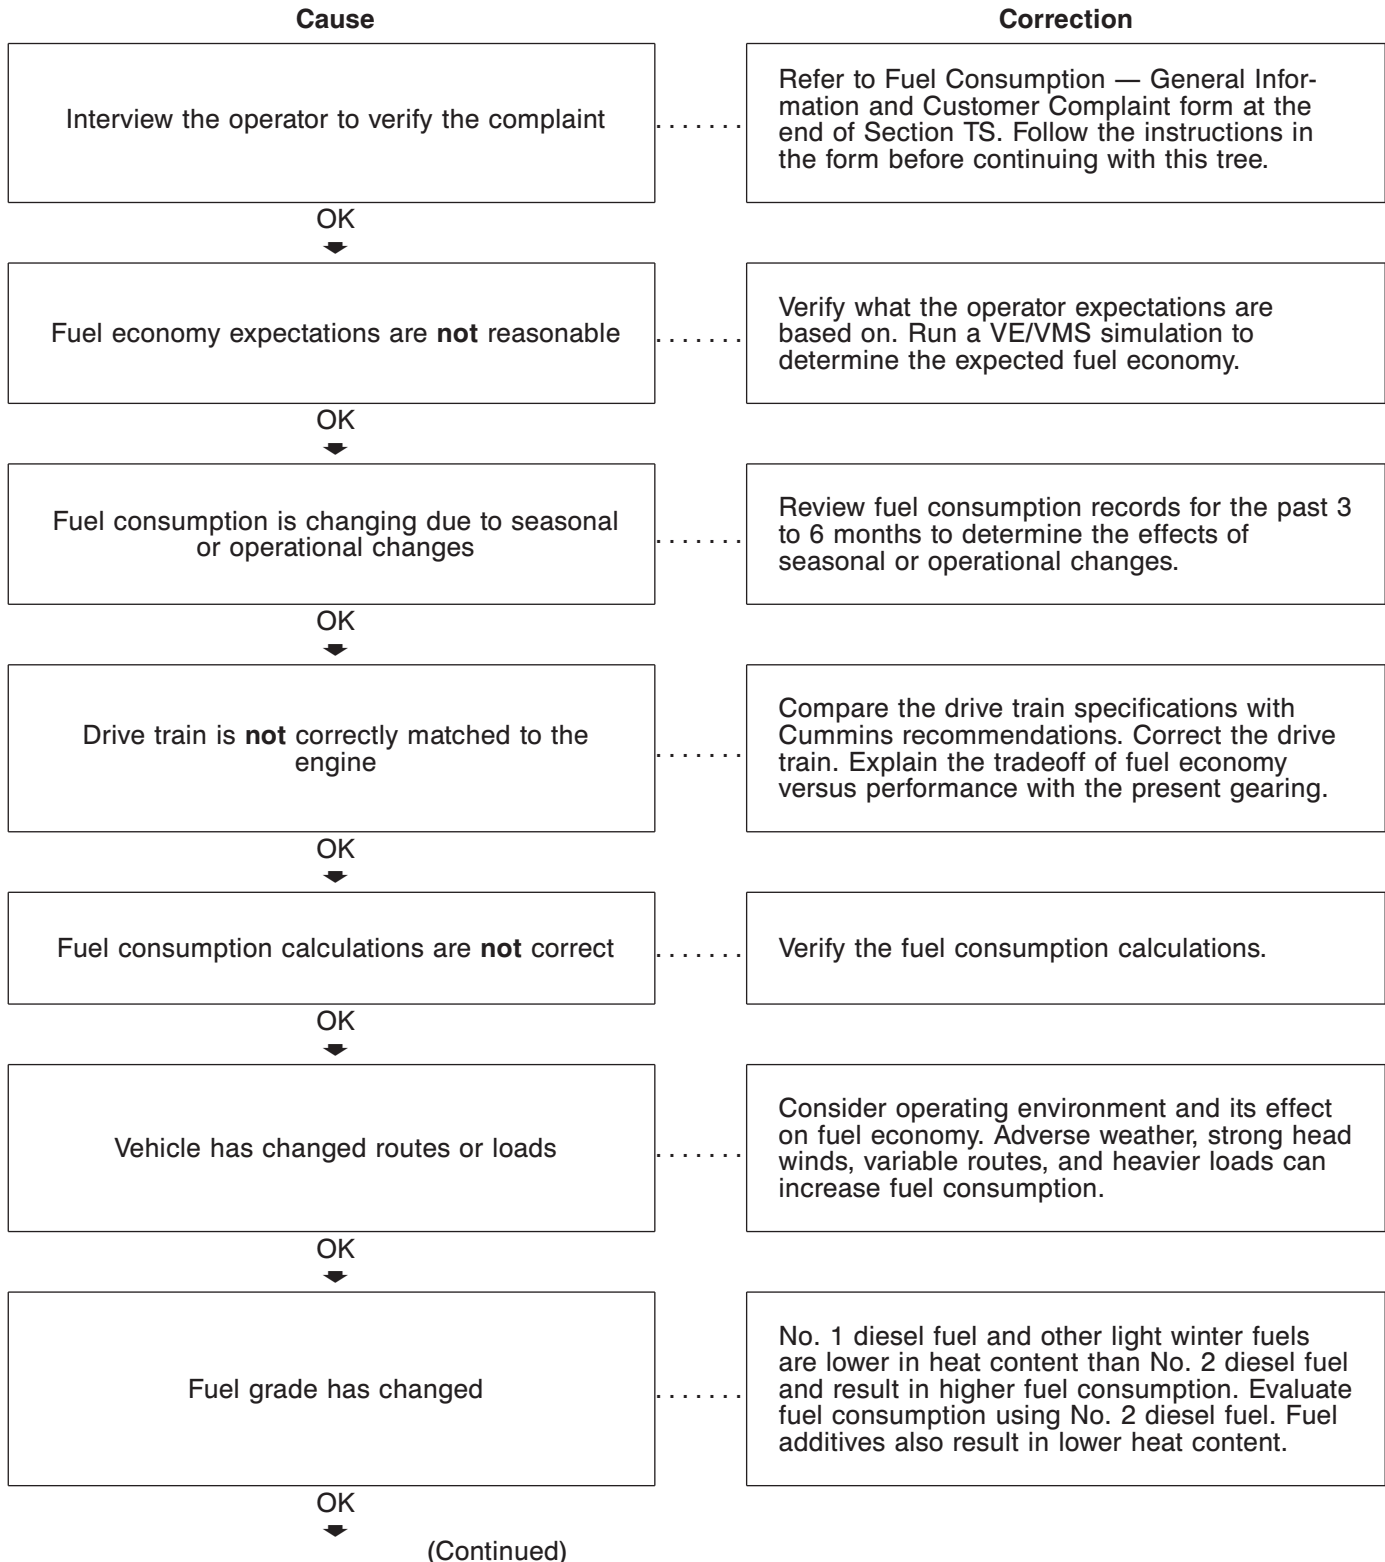 Cause
Correction
Interview the operator to verify the complaint
. . . . . . .
Refer to Fuel Consumption — General Infor-
mation and Customer Complaint form at the
end of Section TS. Follow the instructions in
the form before continuing with this tree.
OK
Fuel economy expectations are not reasonable
. . . . . . .
Verify what the operator expectations are
based on. Run a VE/VMS simulation to
determine the expected fuel economy.
OK
Fuel consumption is changing due to seasonal
or operational changes
. . . . . . .
Review fuel consumption records for the past 3
to 6 months to determine the effects of
seasonal or operational changes.
OK
Drive train is not correctly matched to the
engine
. . . . . . .
Compare the drive train specifications with
Cummins recommendations. Correct the drive
train. Explain the tradeoff of fuel economy
versus performance with the present gearing.
OK
Fuel consumption calculations are not correct
. . . . . . .
Verify the fuel consumption calculations.
OK
Vehicle has changed routes or loads
. . . . . . .
Consider operating environment and its effect
on fuel economy. Adverse weather, strong head
winds, variable routes, and heavier loads can
increase fuel consumption.
OK
Fuel grade has changed
. . . . . . .
No. 1 diesel fuel and other light winter fuels
are lower in heat content than No. 2 diesel fuel
and result in higher fuel consumption. Evaluate
fuel consumption using No. 2 diesel fuel. Fuel
additives also result in lower heat content.
OK
(Continued)